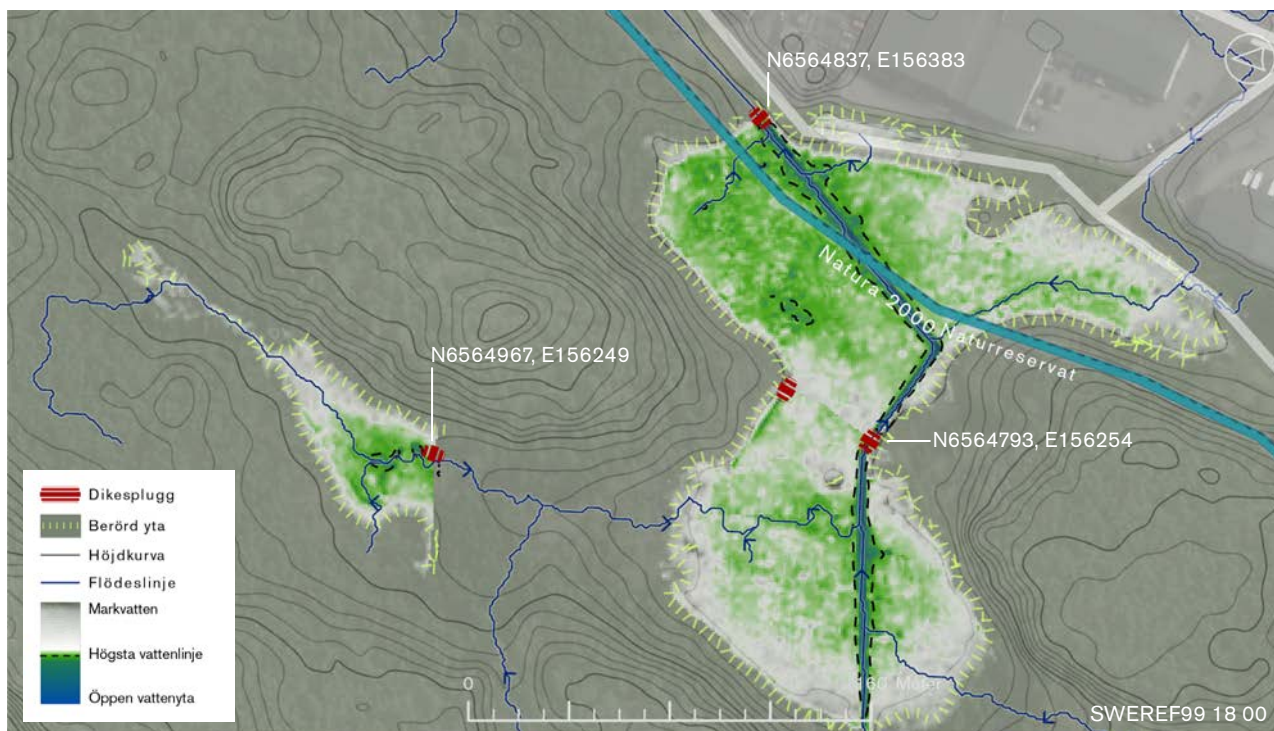 N6564837, E156383
Natura 2000 Naturreservat
N6564967, E156249
N6564793, E156254
Dikesplugg
Berörd yta
Höjdkurva
Flödeslinje
Markvatten
Högsta vattenlinje
Öppen vattenyta
0
160 Meter
SWEREF99 18 00